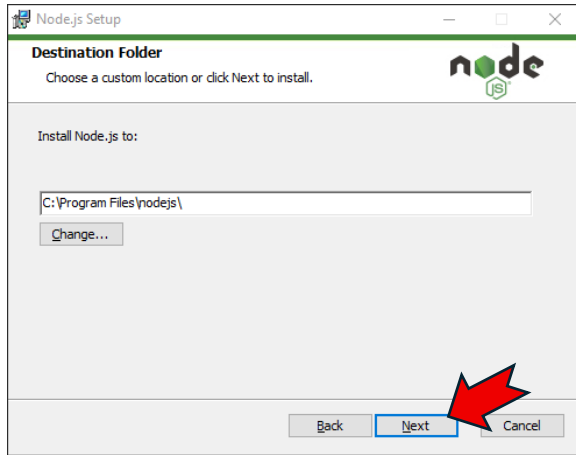 Node.js Setup
Destination Folder
Choose a custom location or click Next to install.
node
JS
Install Node.js to:
C:\Program Files\nodejs\
Change...
Back Next Cancel